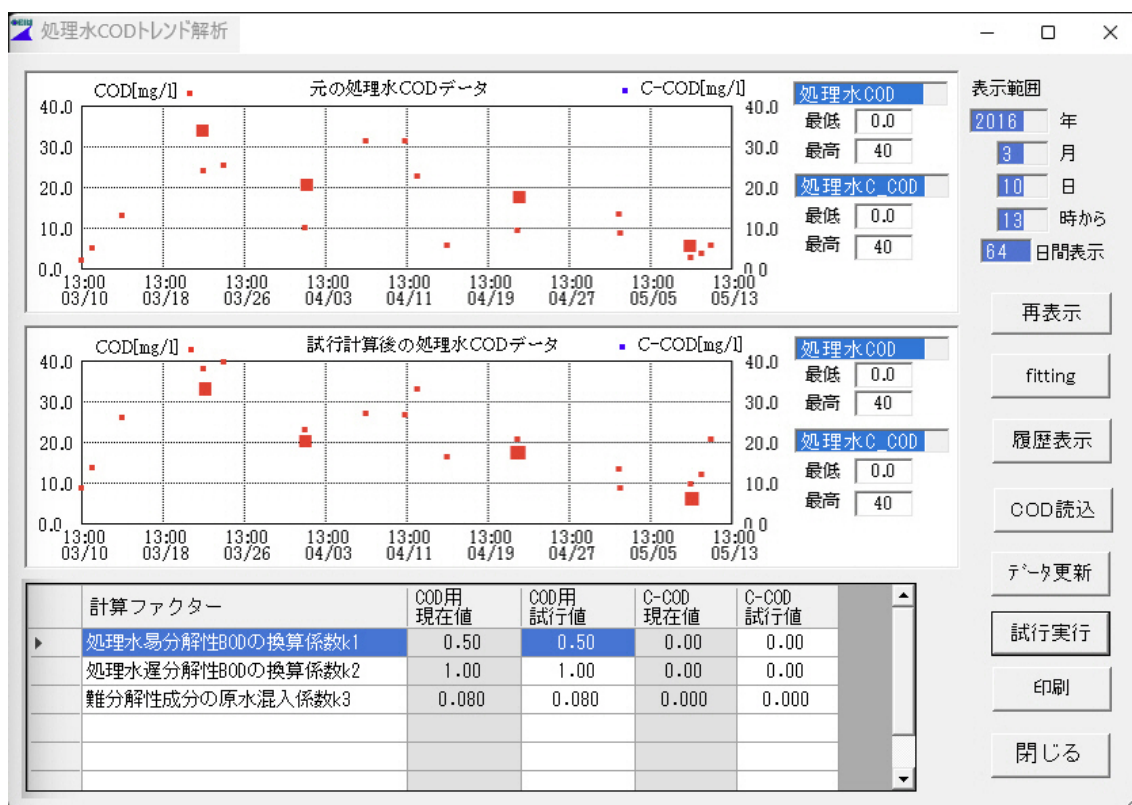 処理水CODトレンド解析
COD[mg/l] 元の処理水CODデータ C-COD[mg/l]
40.0
30.0
20.0
10.0
0.0
40.0
30.0
20.0
10.0
0.0
13:00 13:00 13:00 13:00 13:00 13:00 13:00 13:00 13:00
03/10 03/18 03/26 04/03 04/11 04/19 04/27 05/05 05/13
処理水COD
最低 0.0
最高 40
処理水C_COD
最低 0.0
最高 40
COD[mg/l] 試行計算後の処理水CODデータ C-COD[mg/l]
40.0
30.0
20.0
10.0
0.0
40.0
30.0
20.0
10.0
0.0
13:00 13:00 13:00 13:00 13:00 13:00 13:00 13:00 13:00
03/10 03/18 03/26 04/03 04/11 04/19 04/27 05/05 05/13
処理水COD
最低 0.0
最高 40
処理水C_COD
最低 0.0
最高 40
計算ファクター COD用 COD用 C-COD C-COD
現在値 試行値 現在値 試行値
処理水易分解性BODの換算係数k1 0.50 0.50 0.00 0.00
処理水遅分解性BODの換算係数k2 1.00 1.00 0.00 0.00
難分解性成分の原水混入係数k3 0.080 0.080 0.000 0.000
表示範囲
2016 年
3 月
10 日
13 時から
64 日間表示
再表示
fitting
履歴表示
COD読込
データ更新
試行実行
印刷
閉じる